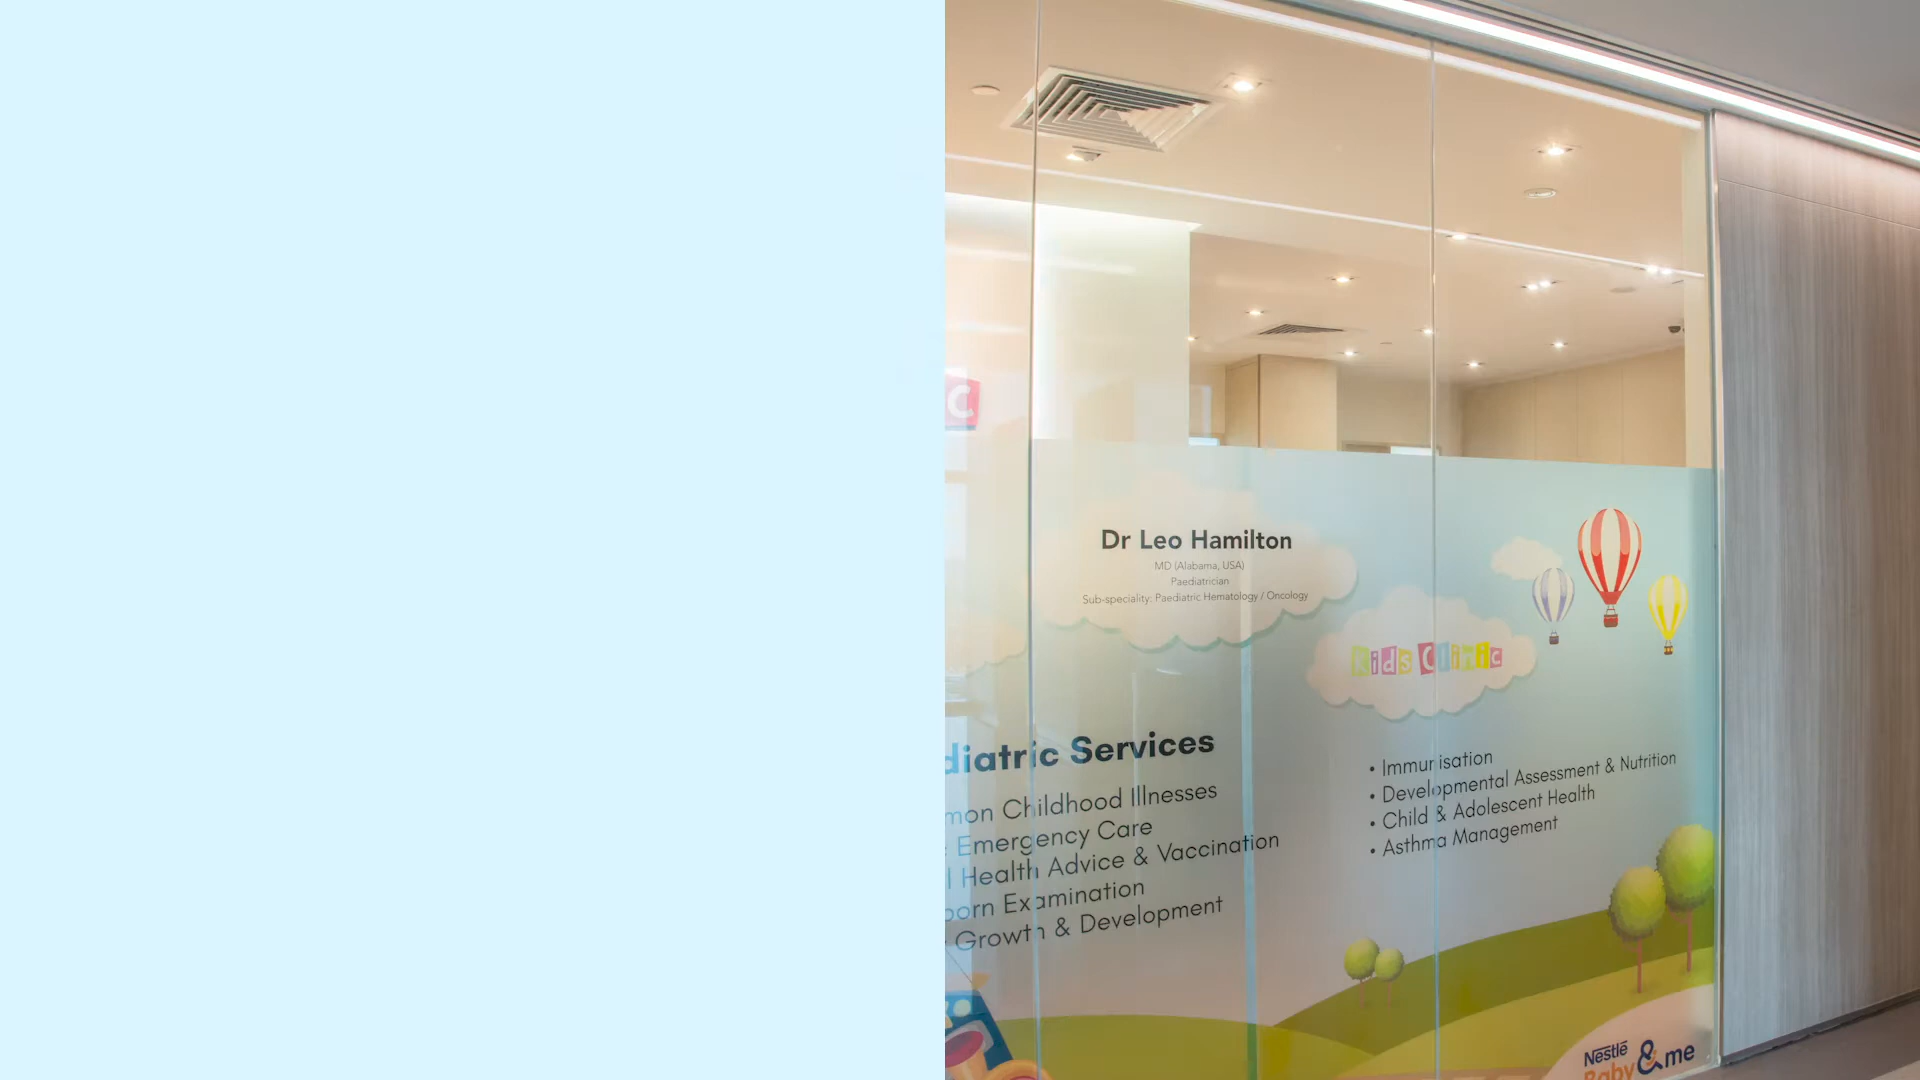 C
Dr Leo Hamilton
MD (Alabama, USA)
Paediatrician
Sub-speciality: Paediatric Hematology / Oncology
Kids Clinic
diatric Services
mon Childhood Illnesses
Emergency Care
l Health Advice & Vaccination
orn Examination
Growth & Development
• Immunisation
• Developmental Assessment & Nutrition
• Child & Adolescent Health
• Asthma Management
Nestlé
Baby & me